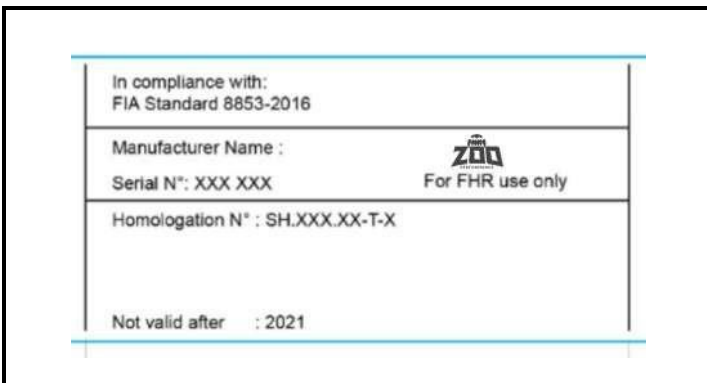 In compliance with:
FIA Standard 8853-2016
Manufacturer Name :
ZOO
Serial N°: XXX XXX
For FHR use only
Homologation N° : SH.XXX.XX-T-X
Not valid after : 2021